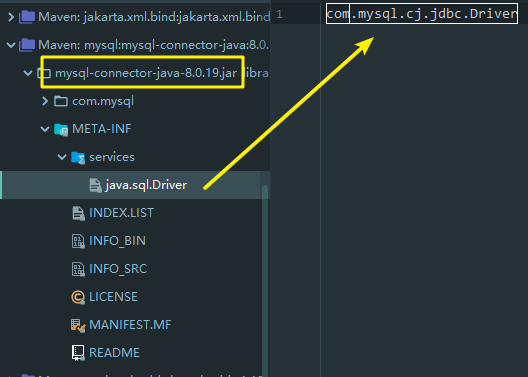 Maven: jakarta.xml.bind:jakarta.xml.bind
Maven: mysql:mysql-connector-java:8.0.
mysql-connector-java-8.0.19.jar libra
com.mysql
META-INF
services
java.sql.Driver
INDEX.LIST
INFO_BIN
INFO_SRC
LICENSE
MANIFEST.MF
README
1 com.mysql.cj.jdbc.Driver